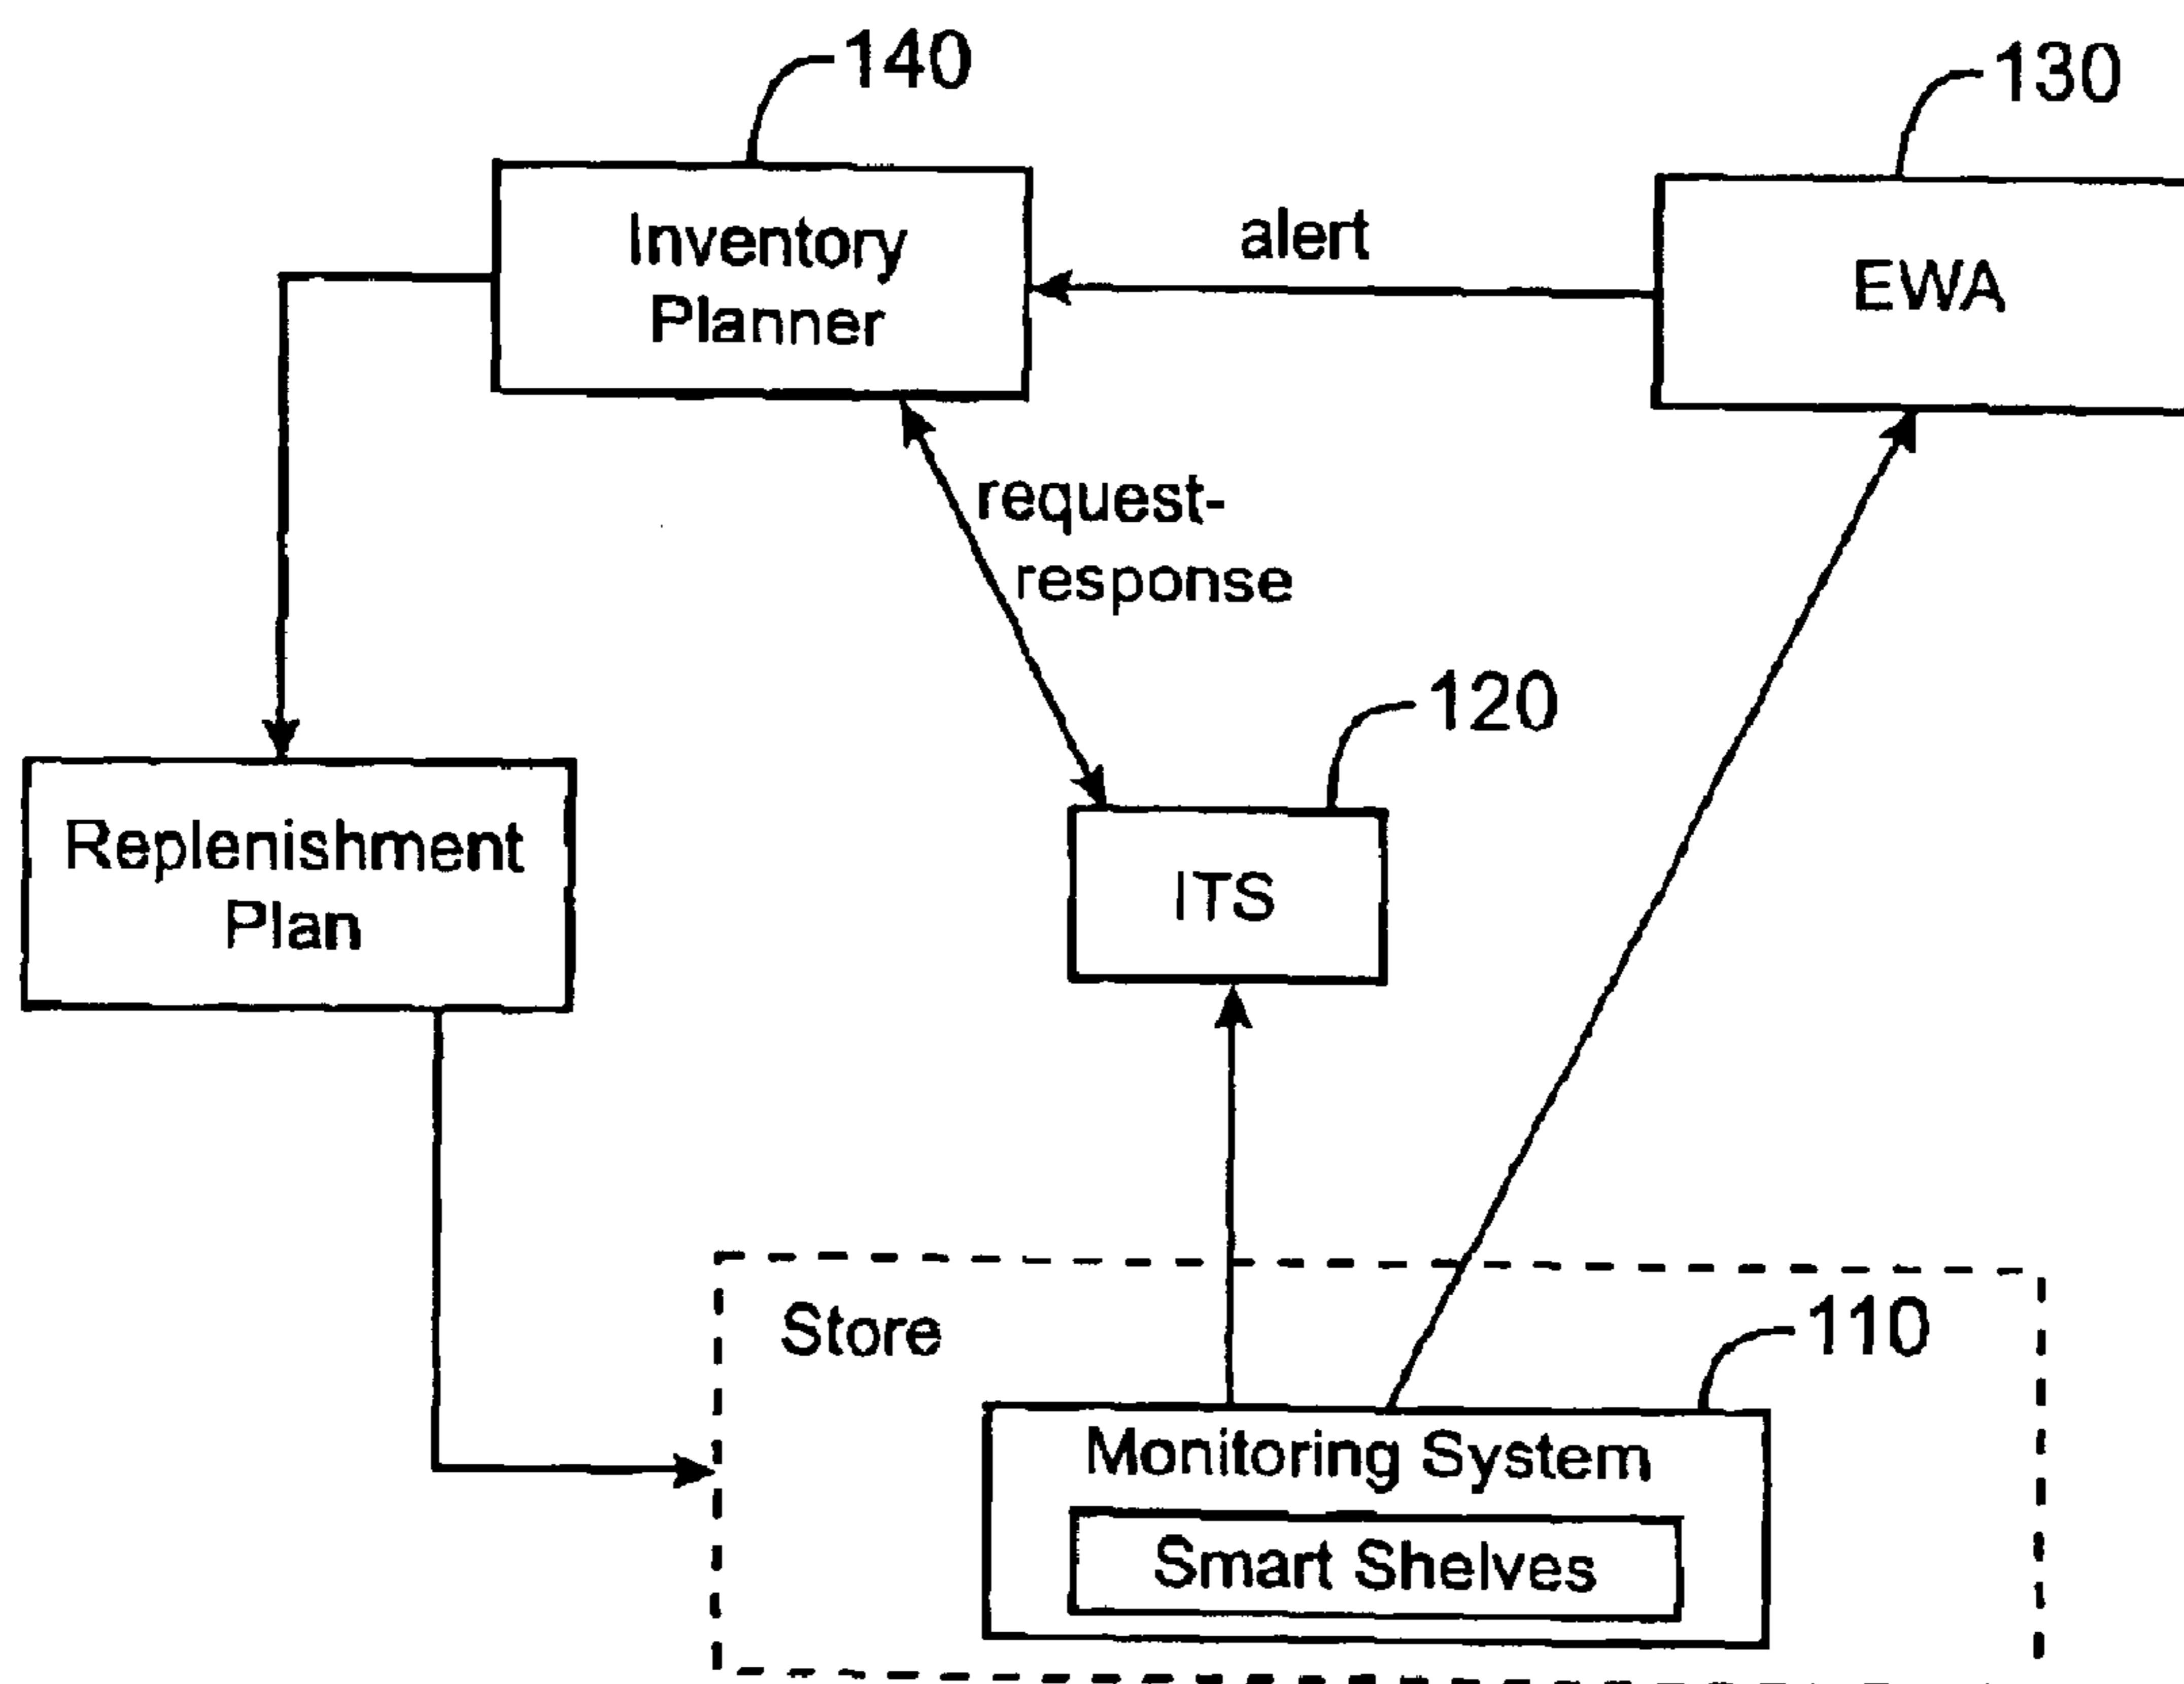 140
130
Inventory
Planner
alert
EWA
request-
response
120
Replenishment
Plan
ITS
Store
110
Monitoring System
Smart Shelves